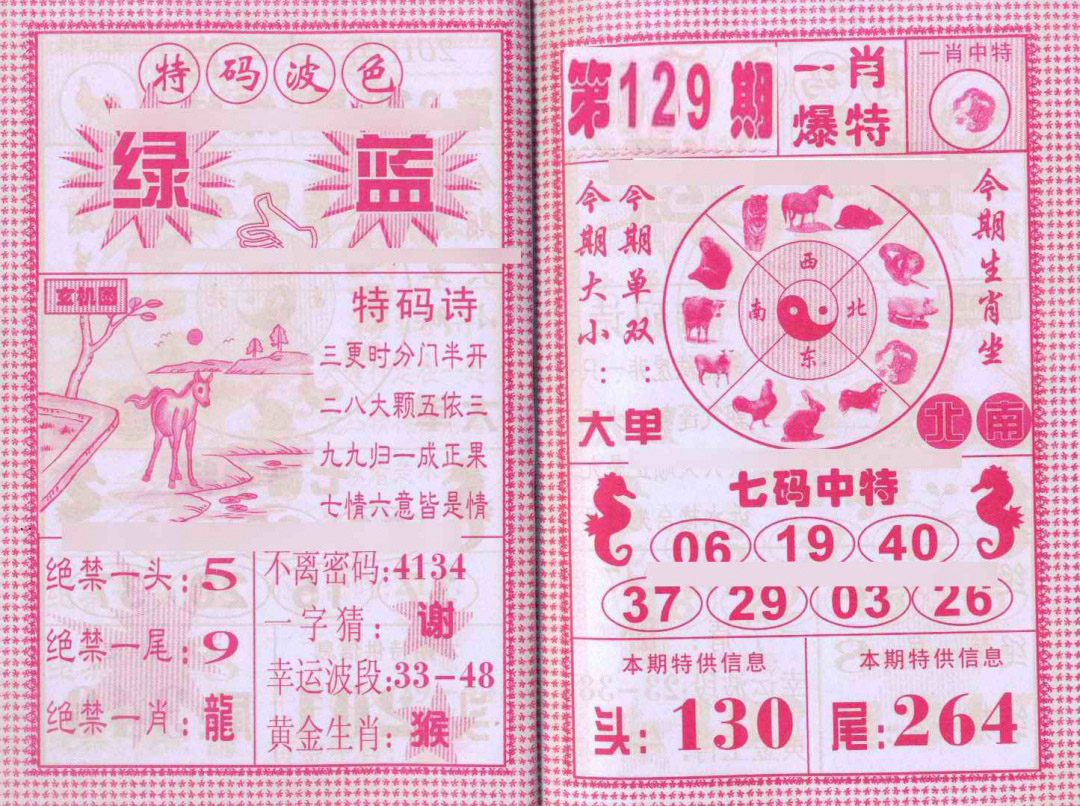 特码波色
绿 蓝
玄机图
特码诗
三更时分门半开
二八大颗五依三
九九归一成正果
七情六意皆是情
绝禁一头:5
绝禁一尾:9
绝禁一肖:龍
不离密码:4134
一字猜:谢
幸运波段:33-48
黄金生肖:猴
第129期
一肖
爆特
一肖中特
今期大小:大
今期单双:单
西
南 北
东
今期生肖坐
北南
七码中特
06 19 40
37 29 03 26
本期特供信息
头:130
本期特供信息
尾:264